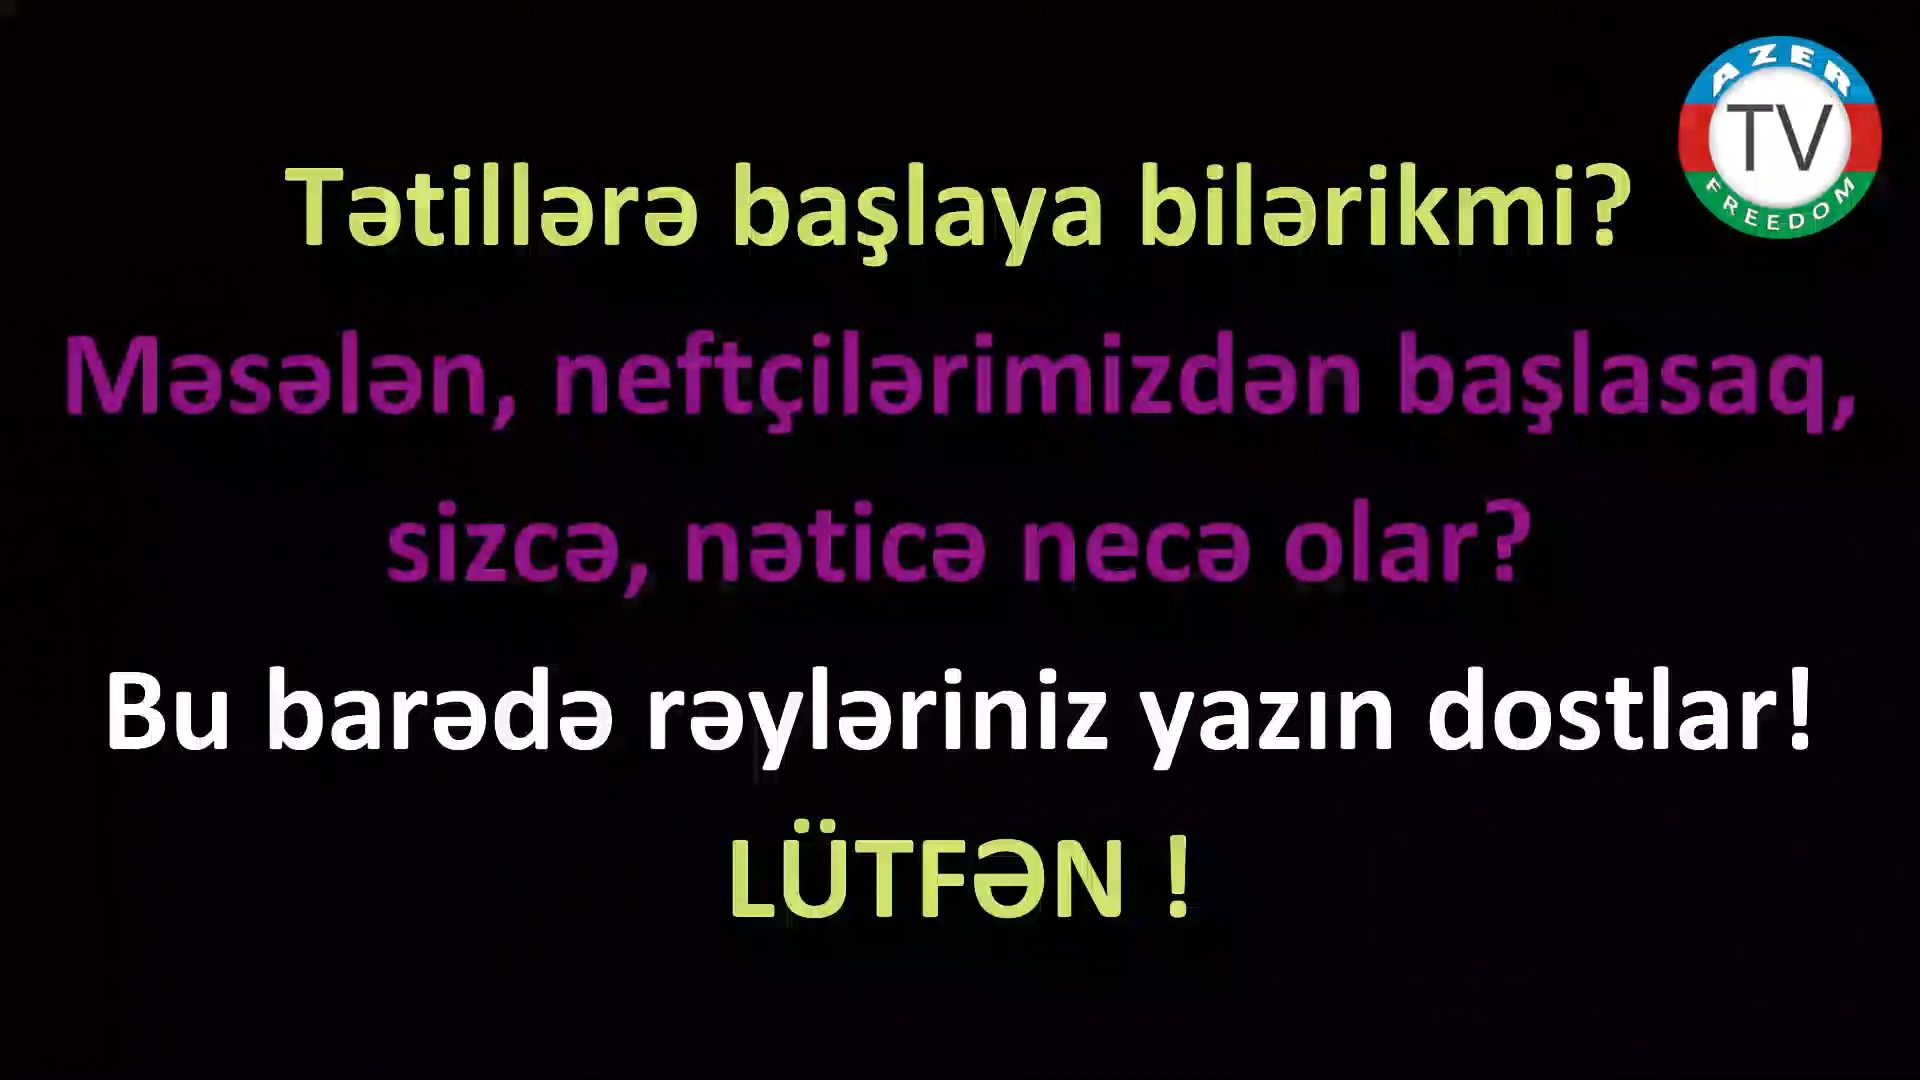 AZER
TV
FREEDOM
Tətillərə başlaya bilərikmi?
Məsələn, neftçilərimizdən başlasaq,
sizcə, nəticə necə olar?
Bu barədə rəyləriniz yazın dostlar!
LÜTFƏN !